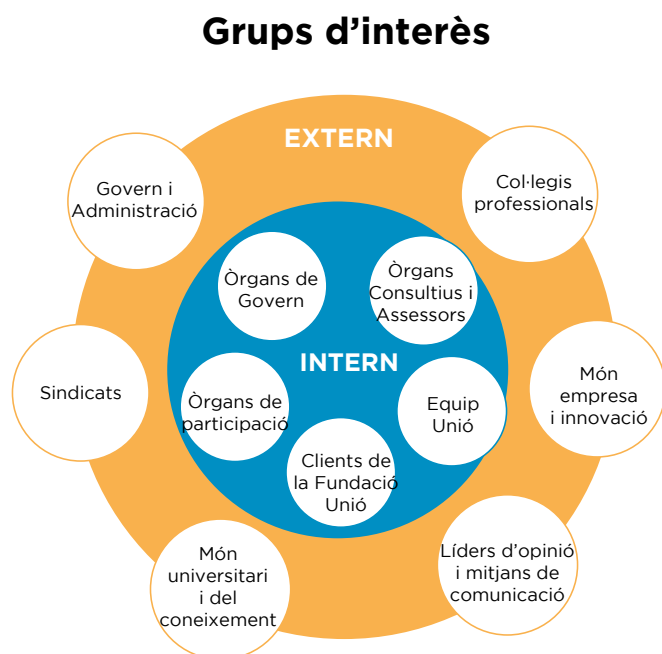 Grups d’interès
EXTERN
Govern i
Administració
Col·legis
professionals
Òrgans de
Govern
Òrgans
Consultius i
Assessors
INTERN
Sindicats
Òrgans de
participació
Equip
Unió
Món
empresa
i innovació
Clients de
la Fundació
Unió
Món
universitari
i del
coneixement
Líders d’opinió
i mitjans de
comunicació